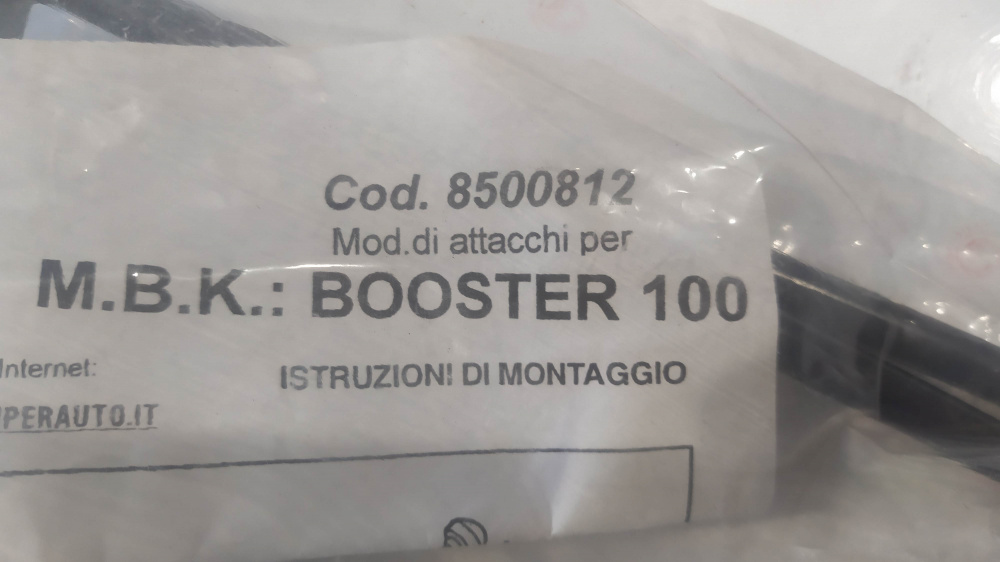 Cod. 8500812
Mod.di attacchi per
M.B.K.: BOOSTER 100
Internet:
ISTRUZIONI DI MONTAGGIO
PERAUTO.IT